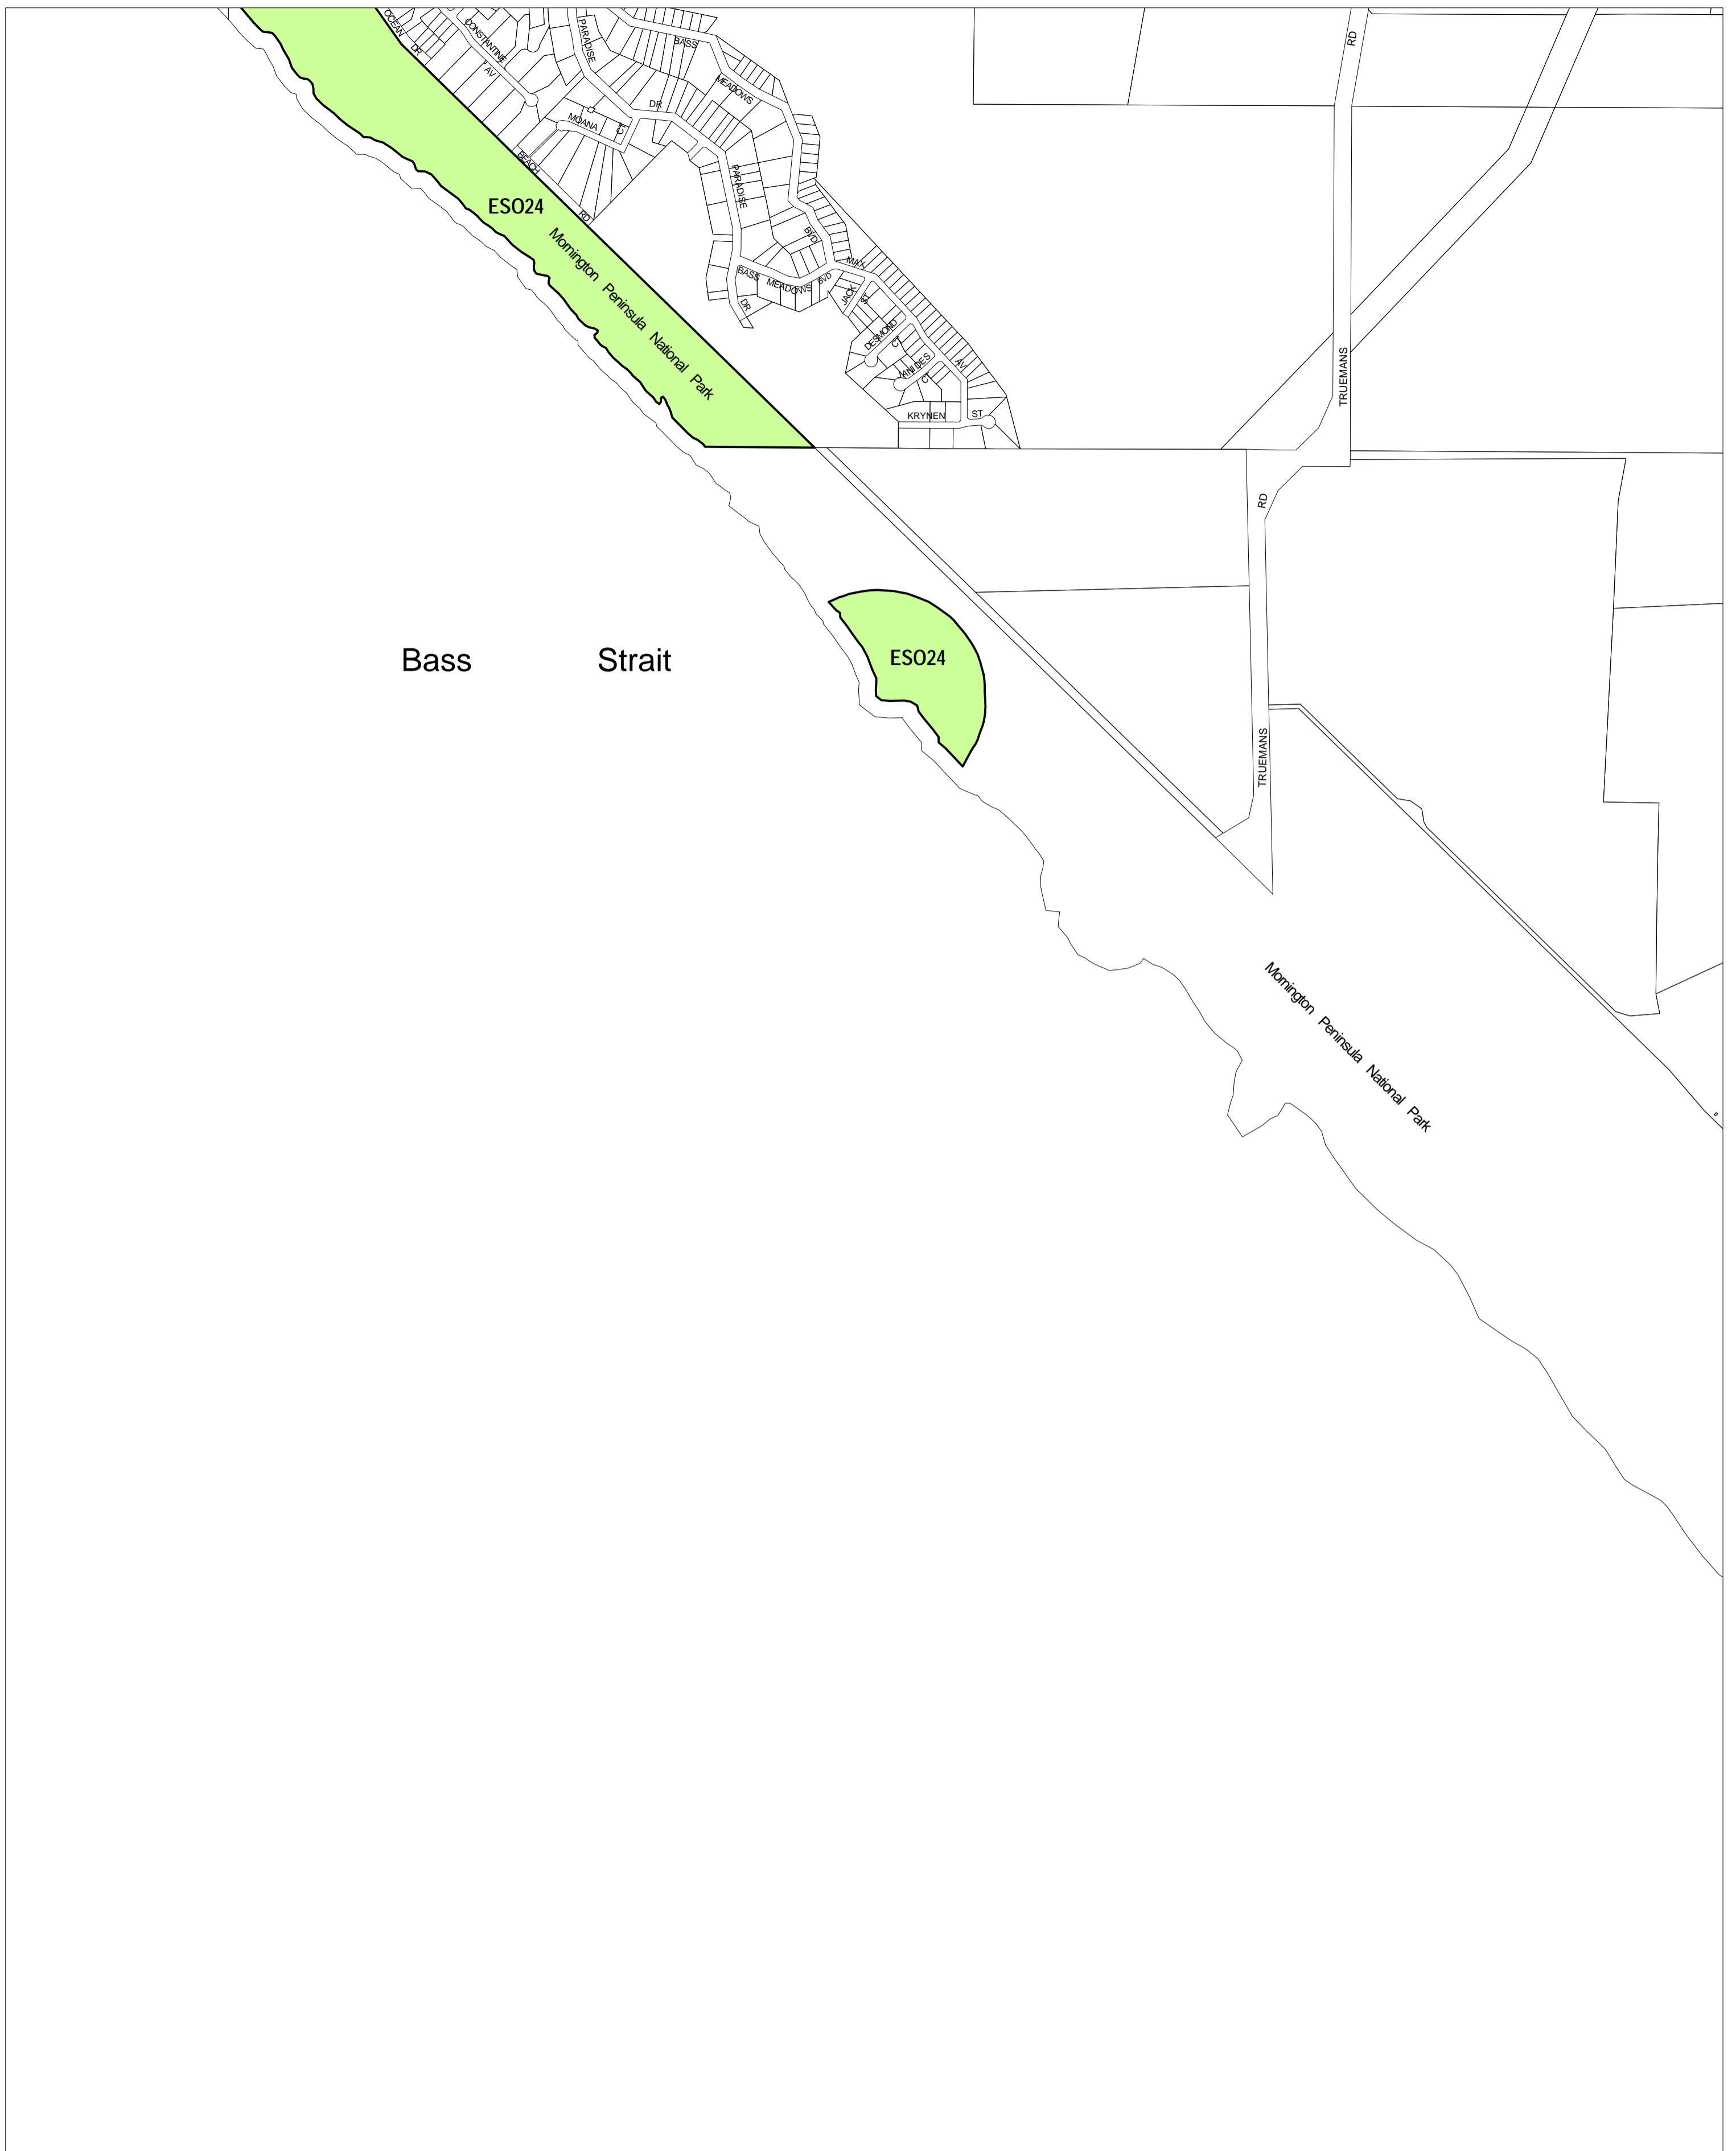 OCEAN
DR
CONSTANTINE
AV
PARADISE
DR
BASS
MEADOWS
BVD
MOANA
CT
BEACH
RD
PARADISE
DR
BASS
MEADOWS
BVD
MAX
AV
JACK
ST
DESMOND
CT
CT
KRYNEN
ST
RD
TRUEMANS
RD
TRUEMANS
ESO24
Mornington Peninsula National Park
ESO24
Bass Strait
Mornington Peninsula National Park